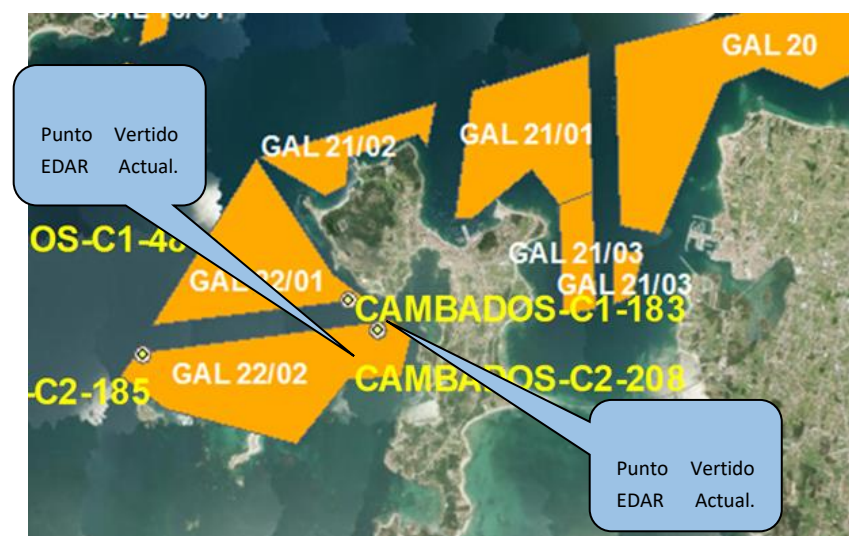 GAL 20
Punto Vertido
EDAR Actual.
GAL 21/02
GAL 21/01
OS-C1-48
GAL 21/03
GAL 22/01
GAL 21/03
CAMBADOS-C1-183
GAL 22/02
CAMBADOS-C2-208
-C2-185
Punto Vertido
EDAR Actual.